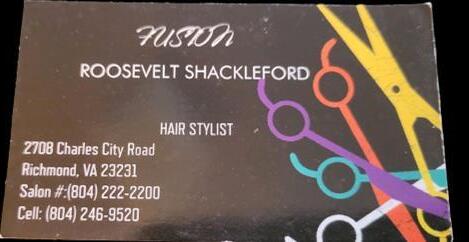 FUSION
ROOSEVELT SHACKLEFORD
HAIR STYLIST
2708 Charles City Road
Richmond, VA 23231
Salon #:(804) 222-2200
Cell: (804) 246-9520